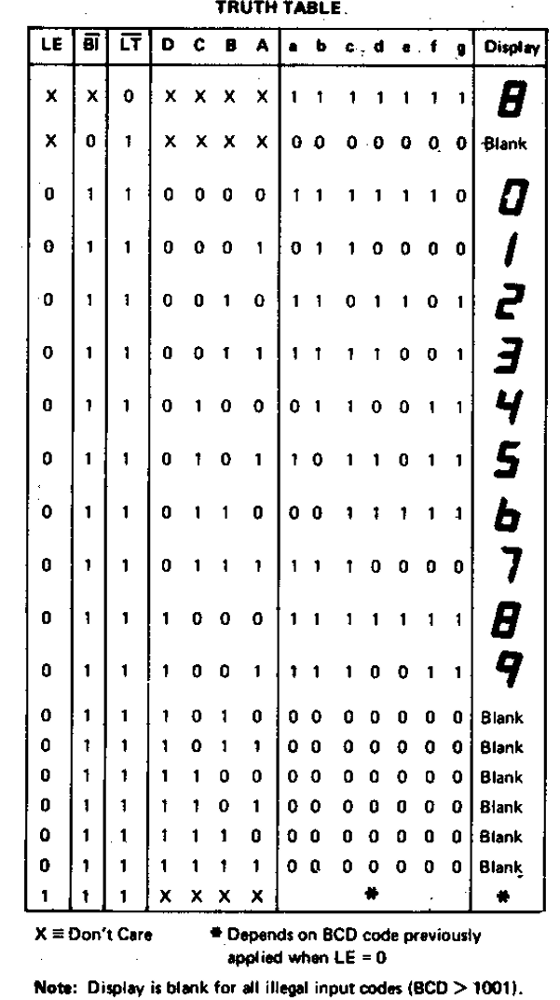 TRUTH TABLE
LE B̅I̅ L̅T̅ D C B A a b c d e f g Display
X X 0 X X X X 1 1 1 1 1 1 1 8
X 0 1 X X X X 0 0 0 0 0 0 0 Blank
0 1 1 0 0 0 0 1 1 1 1 1 1 0 0
0 1 1 0 0 0 1 0 1 1 0 0 0 0 1
0 1 1 0 0 1 0 1 1 0 1 1 0 1 2
0 1 1 0 0 1 1 1 1 1 1 0 0 1 3
0 1 1 0 1 0 0 0 1 1 0 0 1 1 4
0 1 1 0 1 0 1 1 0 1 1 0 1 1 5
0 1 1 0 1 1 0 0 0 1 1 1 1 1 6
0 1 1 0 1 1 1 1 1 1 0 0 0 0 7
0 1 1 1 0 0 0 1 1 1 1 1 1 1 8
0 1 1 1 0 0 1 1 1 1 0 0 1 1 9
0 1 1 1 0 1 0 0 0 0 0 0 0 0 Blank
0 1 1 1 0 1 1 0 0 0 0 0 0 0 Blank
0 1 1 1 1 0 0 0 0 0 0 0 0 0 Blank
0 1 1 1 1 0 1 0 0 0 0 0 0 0 Blank
0 1 1 1 1 1 0 0 0 0 0 0 0 0 Blank
0 1 1 1 1 1 1 0 0 0 0 0 0 0 Blank
1 1 1 X X X X * *
X ≡ Don't Care * Depends on BCD code previously
applied when LE = 0
Note: Display is blank for all illegal input codes (BCD > 1001).